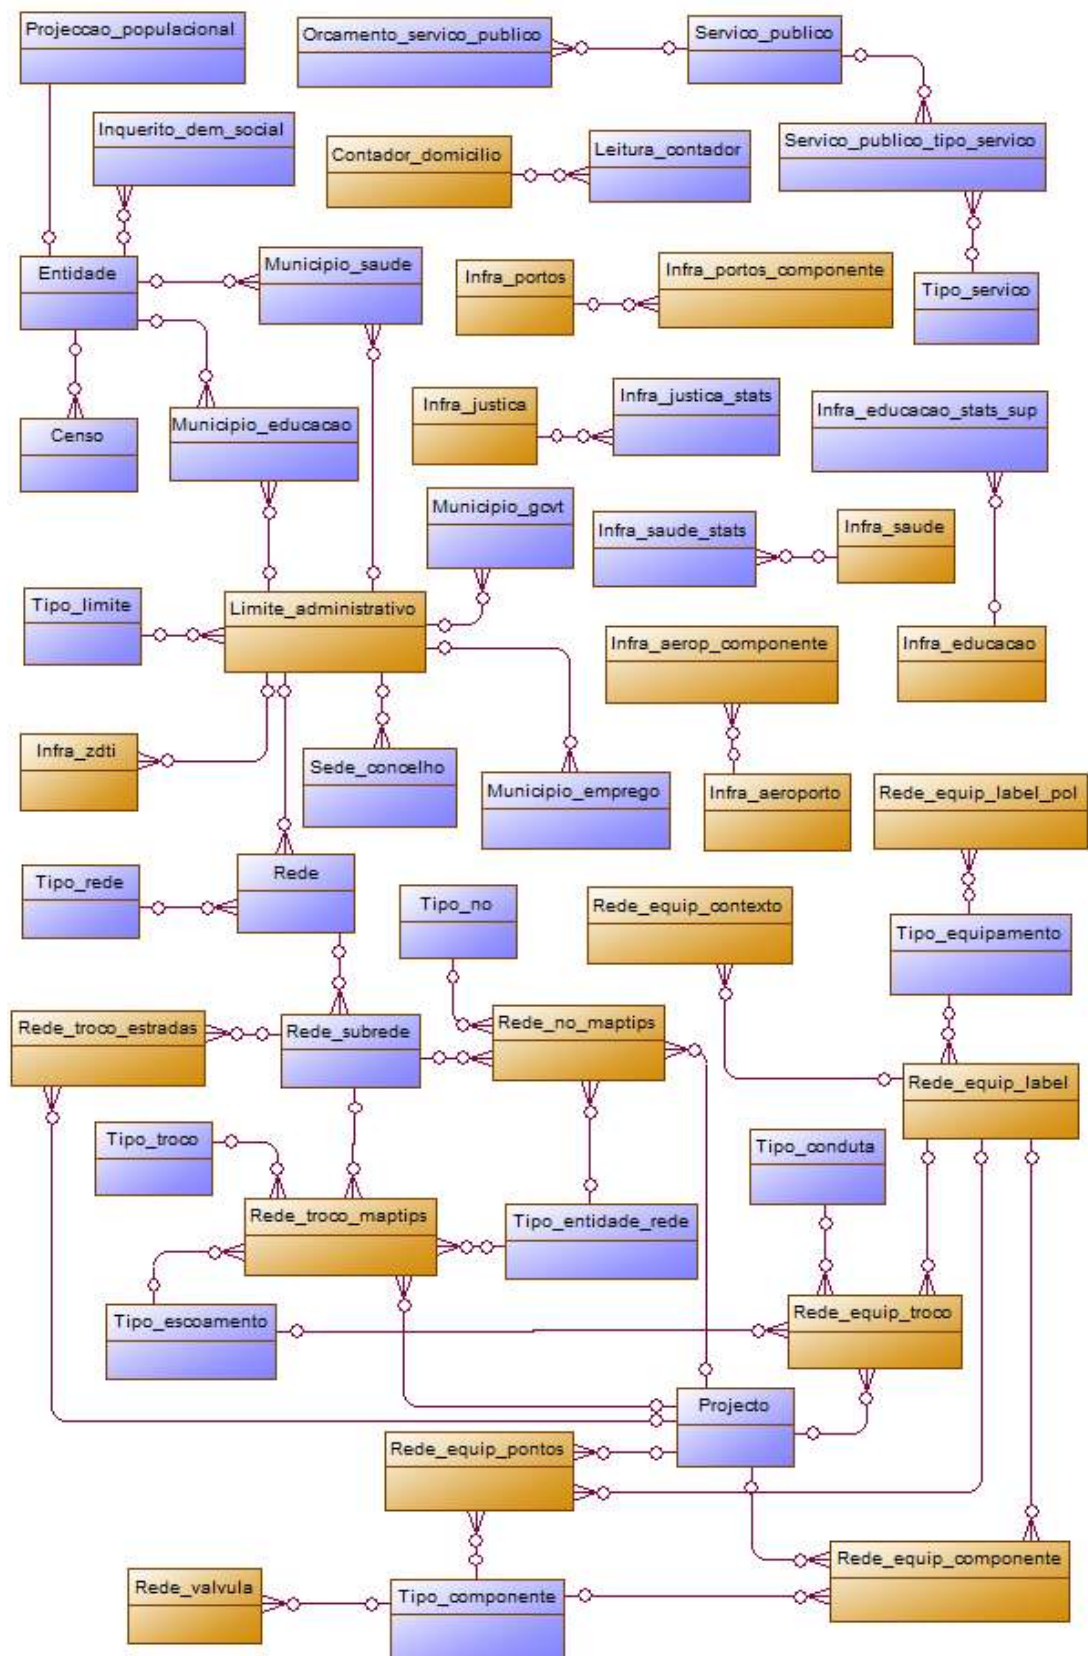 Projeccao_populacional
Orcamento_servico_publico
Servico_publico
Inquerito_dem_social
Contador_domicilio
Leitura_contador
Servico_publico_tipo_servico
Entidade
Municipio_saude
Infra_portos
Infra_portos_componente
Tipo_servico
Censo
Municipio_educacao
Infra_justica
Infra_justica_stats
Infra_educacao_stats_sup
Municipio_gcvt
Infra_saude_stats
Infra_saude
Tipo_limite
Limite_administrativo
Infra_aerop_componente
Infra_educacao
Infra_zdti
Sede_concelho
Municipio_emprego
Infra_aeroporto
Rede_equip_label_pol
Tipo_rede
Rede
Tipo_no
Rede_equip_contexto
Tipo_equipamento
Rede_troco_estradas
Rede_subrede
Rede_no_maptips
Rede_equip_label
Tipo_troco
Tipo_conduta
Rede_troco_maptips
Tipo_entidade_rede
Tipo_escoamento
Rede_equip_troco
Projecto
Rede_equip_pontos
Rede_equip_componente
Rede_valvula
Tipo_componente